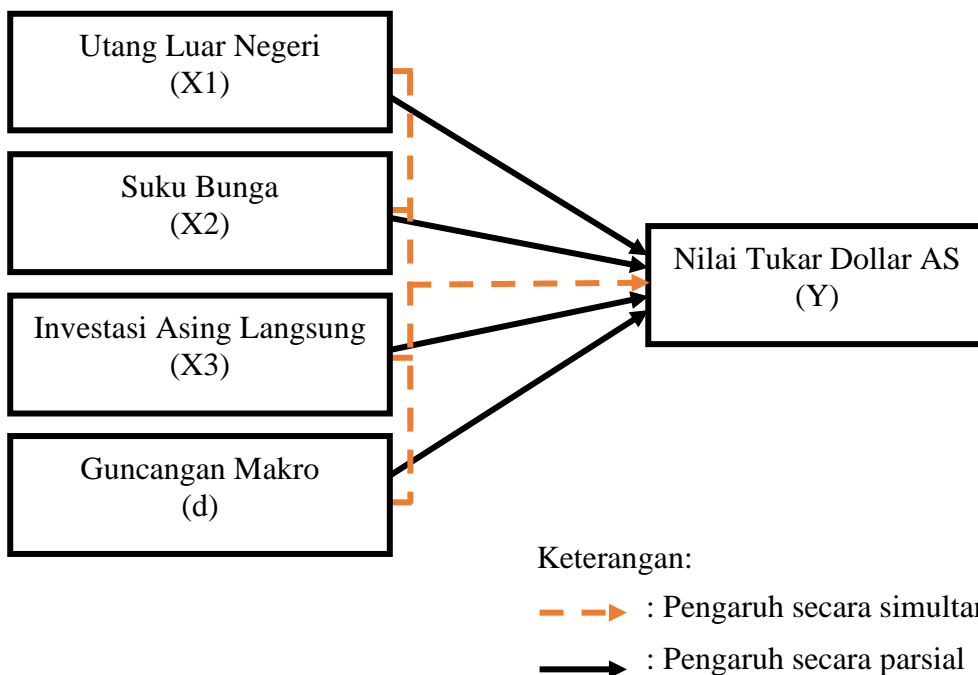 Utang Luar Negeri
(X1)
Suku Bunga
(X2)
Investasi Asing Langsung
(X3)
Guncangan Makro
(d)
Nilai Tukar Dollar AS
(Y)
Keterangan:
: Pengaruh secara simultan
: Pengaruh secara parsial